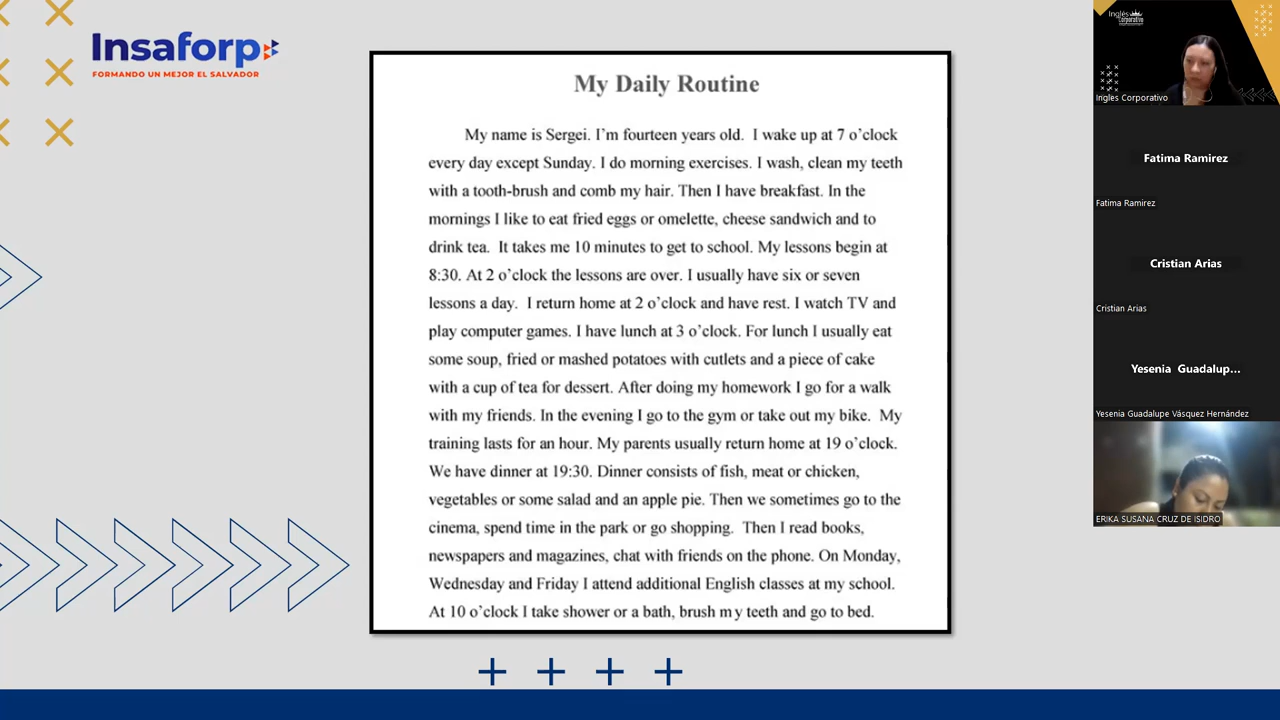 Insaforp
FORMANDO UN MEJOR EL SALVADOR
My Daily Routine
My name is Sergei. I'm fourteen years old. I wake up at 7 o'clock
every day except Sunday. I do morning exercises. I wash, clean my teeth
with a tooth-brush and comb my hair. Then I have breakfast. In the
mornings I like to eat fried eggs or omelette, cheese sandwich and to
drink tea. It takes me 10 minutes to get to school. My lessons begin at
8:30. At 2 o'clock the lessons are over. I usually have six or seven
lessons a day. I return home at 2 o'clock and have rest. I watch TV and
play computer games. I have lunch at 3 o'clock. For lunch I usually eat
some soup, fried or mashed potatoes with cutlets and a piece of cake
with a cup of tea for dessert. After doing my homework I go for a walk
with my friends. In the evening I go to the gym or take out my bike. My
training lasts for an hour. My parents usually return home at 19 o'clock.
We have dinner at 19:30. Dinner consists of fish, meat or chicken,
vegetables or some salad and an apple pie. Then we sometimes go to the
cinema, spend time in the park or go shopping. Then I read books,
newspapers and magazines, chat with friends on the phone. On Monday,
Wednesday and Friday I attend additional English classes at my school.
At 10 o'clock I take shower or a bath, brush my teeth and go to bed.
Inglés
Corporativo
Ingles Corporativo
Fatima Ramirez
Fatima Ramirez
Cristian Arias
Cristian Arias
Yesenia Guadalup...
Yesenia Guadalupe Vásquez Hernández
ERIKA SUSANA CRUZ DE ISIDRO